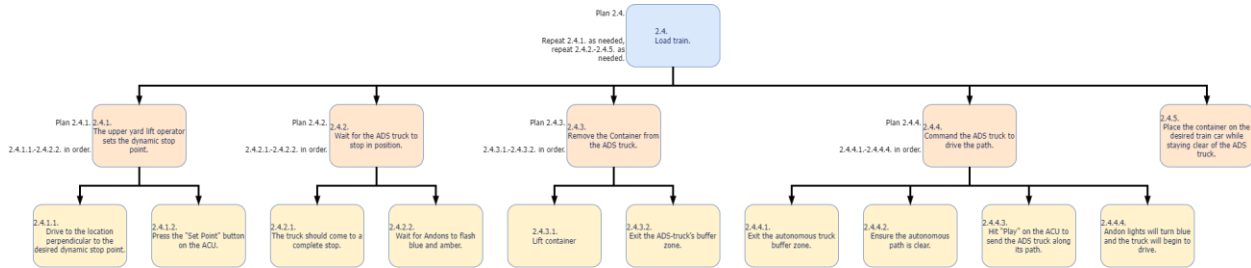 Plan 2.4.
Repeat 2.4.1. as needed,
repeat 2.4.2.-2.4.5. as
needed.
2.4.
Load train.
Plan 2.4.1.
2.4.1.1.-2.4.2.2. in order.
2.4.1.
The upper yard lift operator
sets the dynamic stop
point.
Plan 2.4.2.
2.4.2.1.-2.4.2.2. in order.
2.4.2.
Wait for the ADS truck to
stop in position.
Plan 2.4.3.
2.4.3.1.-2.4.3.2. in order.
2.4.3.
Remove the Container from
the ADS truck.
Plan 2.4.4.
2.4.4.1.-2.4.4.4. in order.
2.4.4.
Command the ADS truck to
drive the path.
2.4.5.
Place the container on the
desired train car while
staying clear of the ADS
truck.
2.4.1.1.
Drive to the location
perpendicular to the
desired dynamic stop point.
2.4.1.2.
Press the "Set Point" button
on the ACU.
2.4.2.1.
The truck should come to a
complete stop.
2.4.2.2.
Wait for Andons to flash
blue and amber.
2.4.3.1.
Lift container
2.4.3.2.
Exit the ADS-truck's buffer
zone.
2.4.4.1.
Exit the autonomous truck
buffer zone.
2.4.4.2.
Ensure the autonomous
path is clear.
2.4.4.3.
Hit "Play" on the ACU to
send the ADS truck along
its path.
2.4.4.4.
Andon lights will turn blue
and the truck will begin to
drive.